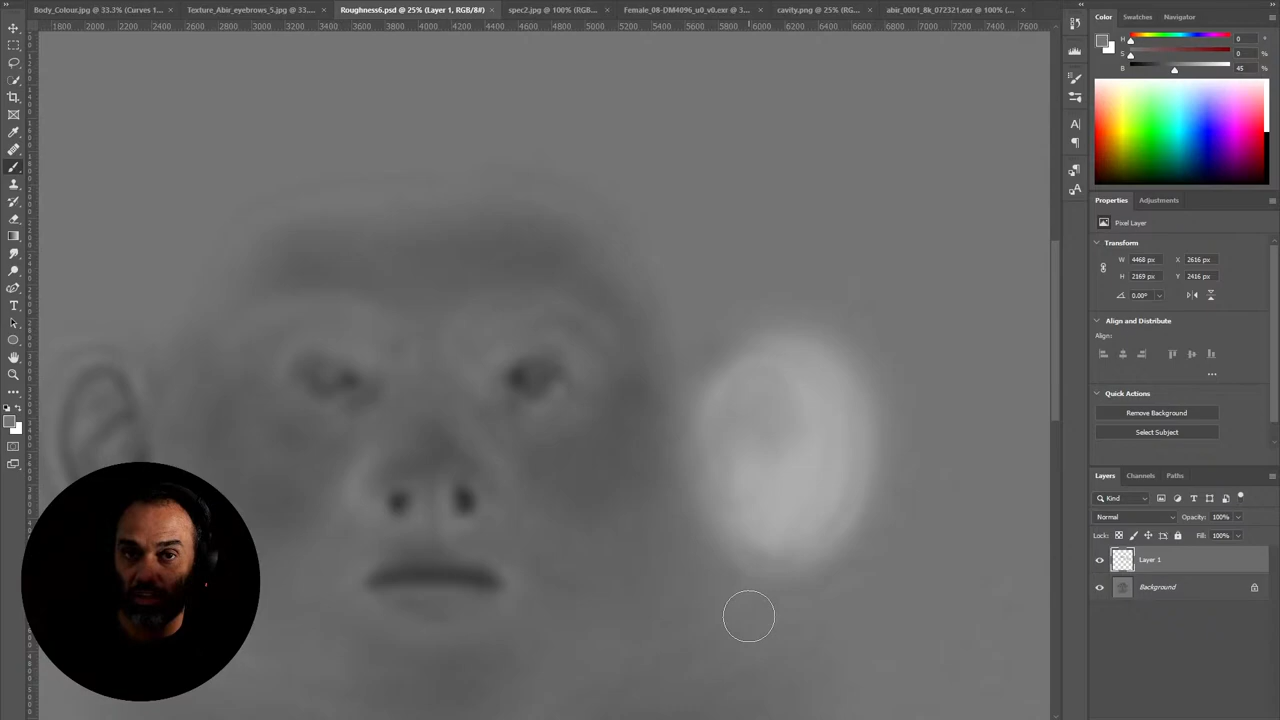 Body_Colour.jpg @ 33.3% (Curves 1... × Texture_Abir_eyebrows_5.jpg @ 33.... × Roughness6.psd @ 25% (Layer 1, RGB/8#) × spec2.jpg @ 100% (RGB... × Female_08-DM4096_u0_v0.exr @ 3... × cavity.png @ 25% (RG... × abir_0001_8k_072321.exr @ 100% (... ×
1800 2000 2200 2400 2600 2800 3000 3200 3400 3600 3800 4000 4200 4400 4600 4800 5000 5200 5400 5600 5800 6000 6200 6400 6600 6800 7000 7200 7400 7600
Color Swatches Navigator
H 0 °
S 0 %
B 45 %
Properties Adjustments
Pixel Layer
Transform
W 4468 px X 2616 px
H 2169 px Y 2416 px
0.00°
Align and Distribute
Align:
...
Quick Actions
Remove Background
Select Subject
Layers Channels Paths
Kind
Normal Opacity: 100%
Lock: Fill: 100%
Layer 1
Background